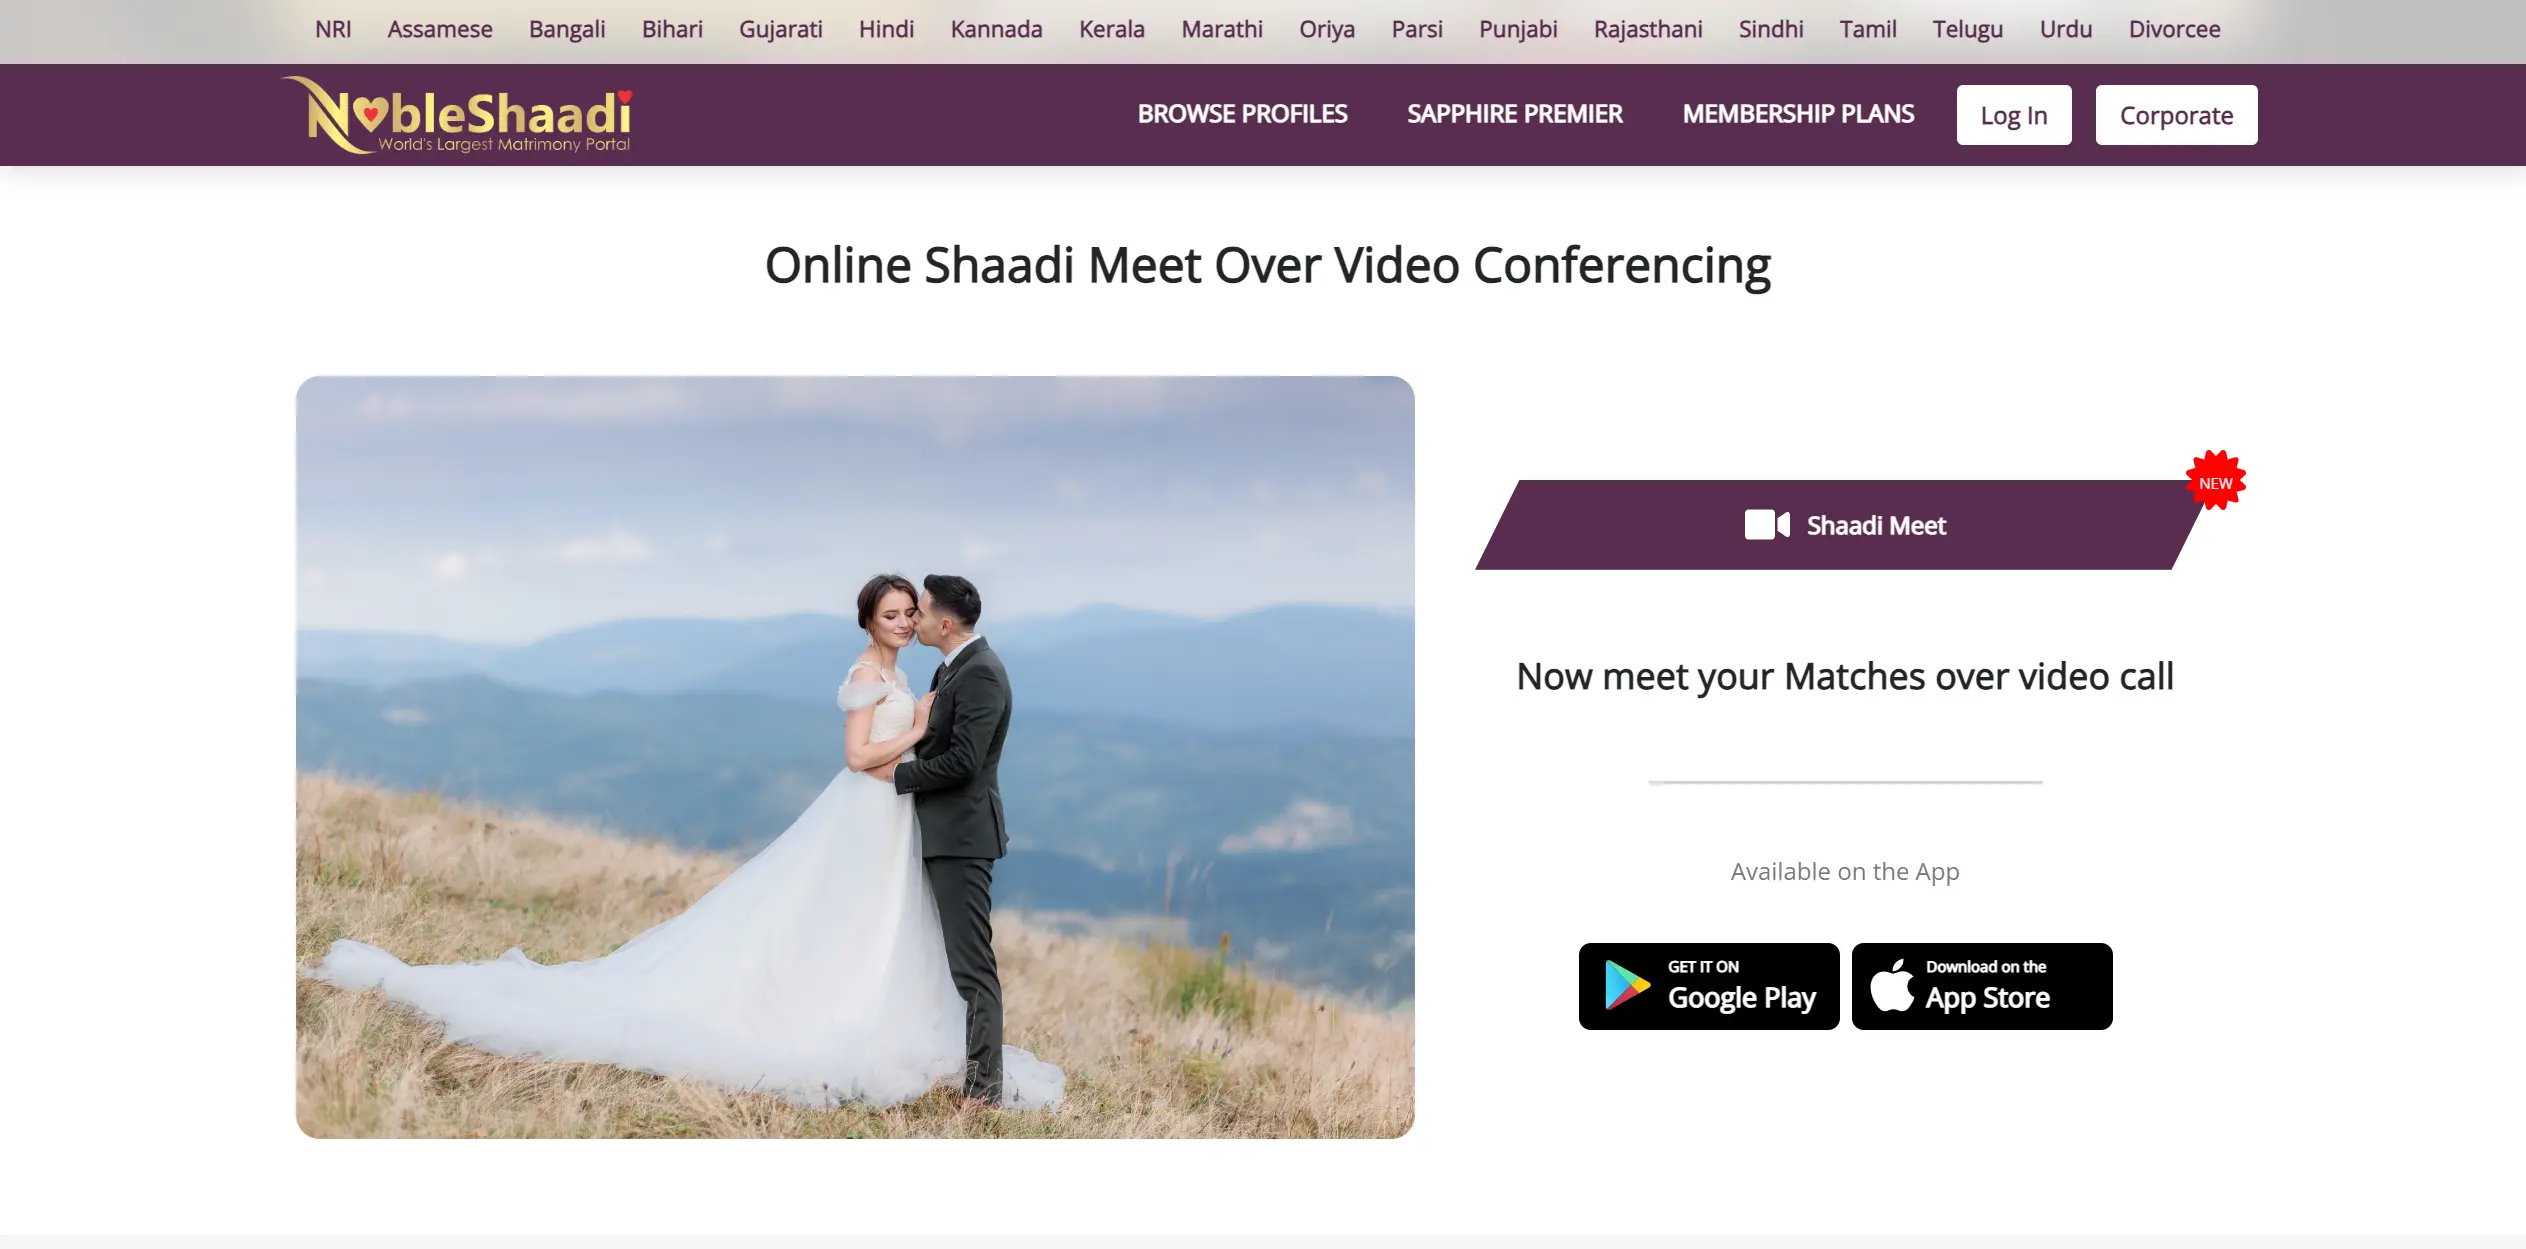 NRI Assamese Bangali Bihari Gujarati Hindi Kannada Kerala Marathi Oriya Parsi Punjabi Rajasthani Sindhi Tamil Telugu Urdu Divorcee
NobleShaadi
World's Largest Matrimony Portal
BROWSE PROFILES SAPPHIRE PREMIER MEMBERSHIP PLANS Log In Corporate
Online Shaadi Meet Over Video Conferencing
NEW
Shaadi Meet
Now meet your Matches over video call
Available on the App
GET IT ON
Google Play
Download on the
App Store